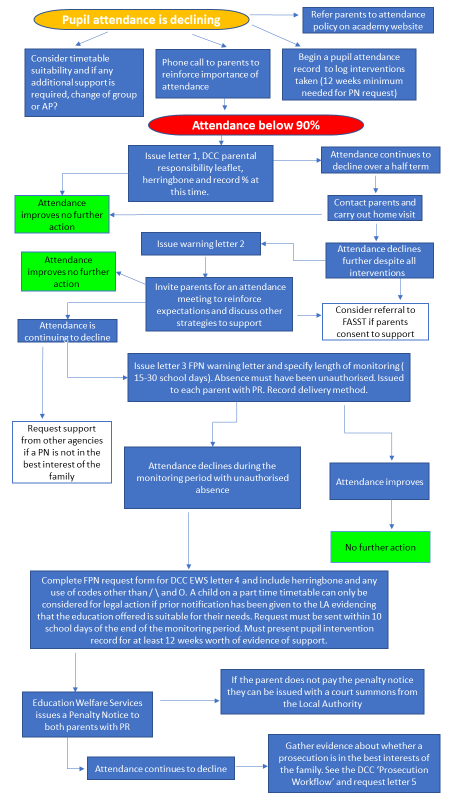 Pupil attendance is declining
Refer parents to attendance
policy on academy website
Consider timetable
suitability and if any
additional support is
required, change of group
or AP?
Phone call to parents to
reinforce importance of
attendance
Begin a pupil attendance
record to log interventions
taken (12 weeks minimum
needed for PN request)
Attendance below 90%
Issue letter 1, DCC parental
responsibility leaflet,
herringbone and record % at
this time.
Attendance continues to
decline over a half term
Attendance
improves no further
action
Contact parents and
carry out home visit
Issue warning letter 2
Attendance declines
further despite all
interventions
Attendance
improves no further
action
Invite parents for an attendance
meeting to reinforce
expectations and discuss other
strategies to support
Consider referral to
FASST if parents
consent to support
Attendance is
continuing to decline
Issue letter 3 FPN warning letter and specify length of monitoring (
15-30 school days). Absence must have been unauthorised. Issued
to each parent with PR. Record delivery method.
Request support
from other agencies
if a PN is not in the
best interest of the
family
Attendance declines during the
monitoring period with unauthorised
absence
Attendance improves
No further action
Complete FPN request form for DCC EWS letter 4 and include herringbone and any
use of codes other than / \ and O. A child on a part time timetable can only be
considered for legal action if prior notification has been given to the LA evidencing
that the education offered is suitable for their needs. Request must be sent within 10
school days of the end of the monitoring period. Must present pupil intervention
record for at least 12 weeks worth of evidence of support.
Education Welfare Services
issues a Penalty Notice to
both parents with PR
If the parent does not pay the penalty notice
they can be issued with a court summons from
the Local Authority
Attendance continues to decline
Gather evidence about whether a
prosecution is in the best interests of
the family. See the DCC ‘Prosecution
Workflow’ and request letter 5